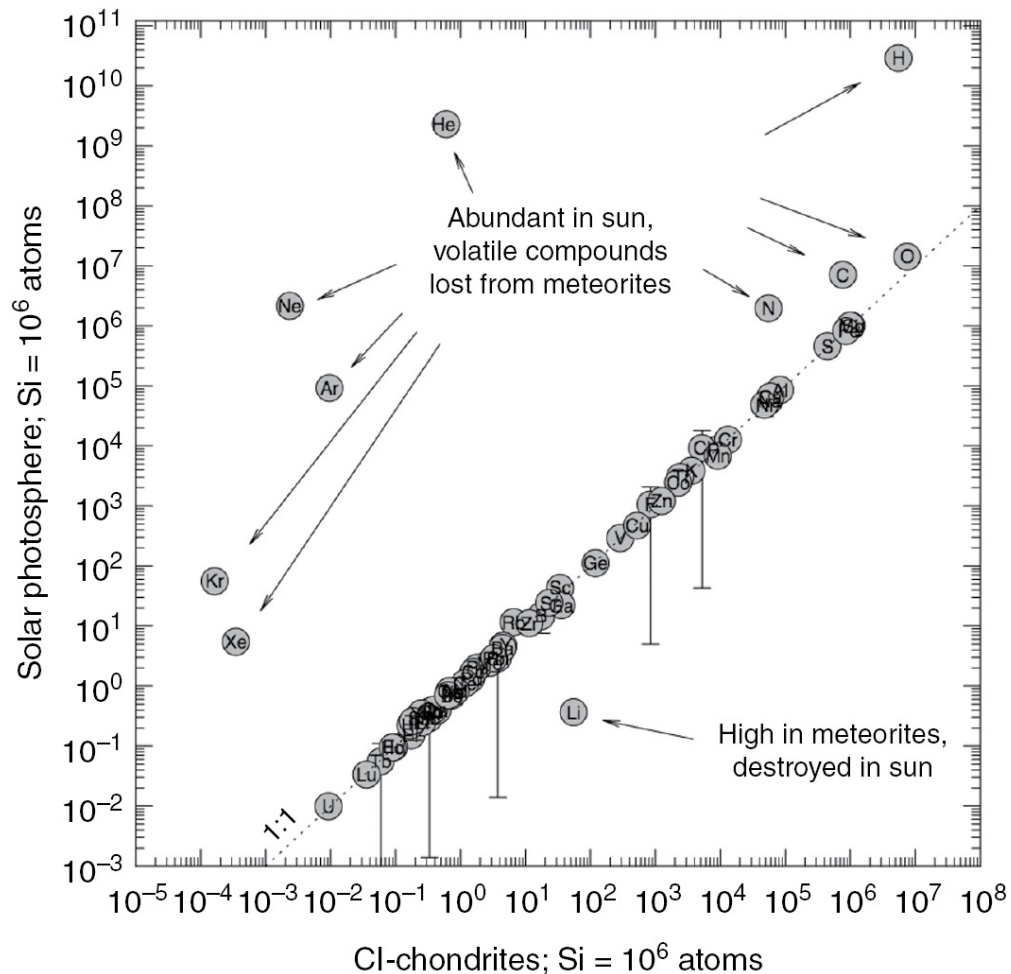 10¹¹
10¹⁰
10⁹
10⁸
10⁷
10⁶
10⁵
10⁴
10³
10²
10¹
10⁰
10⁻¹
10⁻²
10⁻³
Solar photosphere; Si = 10⁶ atoms
H
He
Abundant in sun,
volatile compounds
lost from meteorites
O
C
N
Ne
Ar
S
Al
Cr
Mn
K
Co
Zn
Cu
V
Ge
Sc
Ga
Rb
Zr
Y
Kr
Xe
Li
High in meteorites,
destroyed in sun
Tb
Lu
U
1:1
10⁻⁵ 10⁻⁴ 10⁻³ 10⁻² 10⁻¹ 10⁰ 10¹ 10² 10³ 10⁴ 10⁵ 10⁶ 10⁷ 10⁸
CI-chondrites; Si = 10⁶ atoms